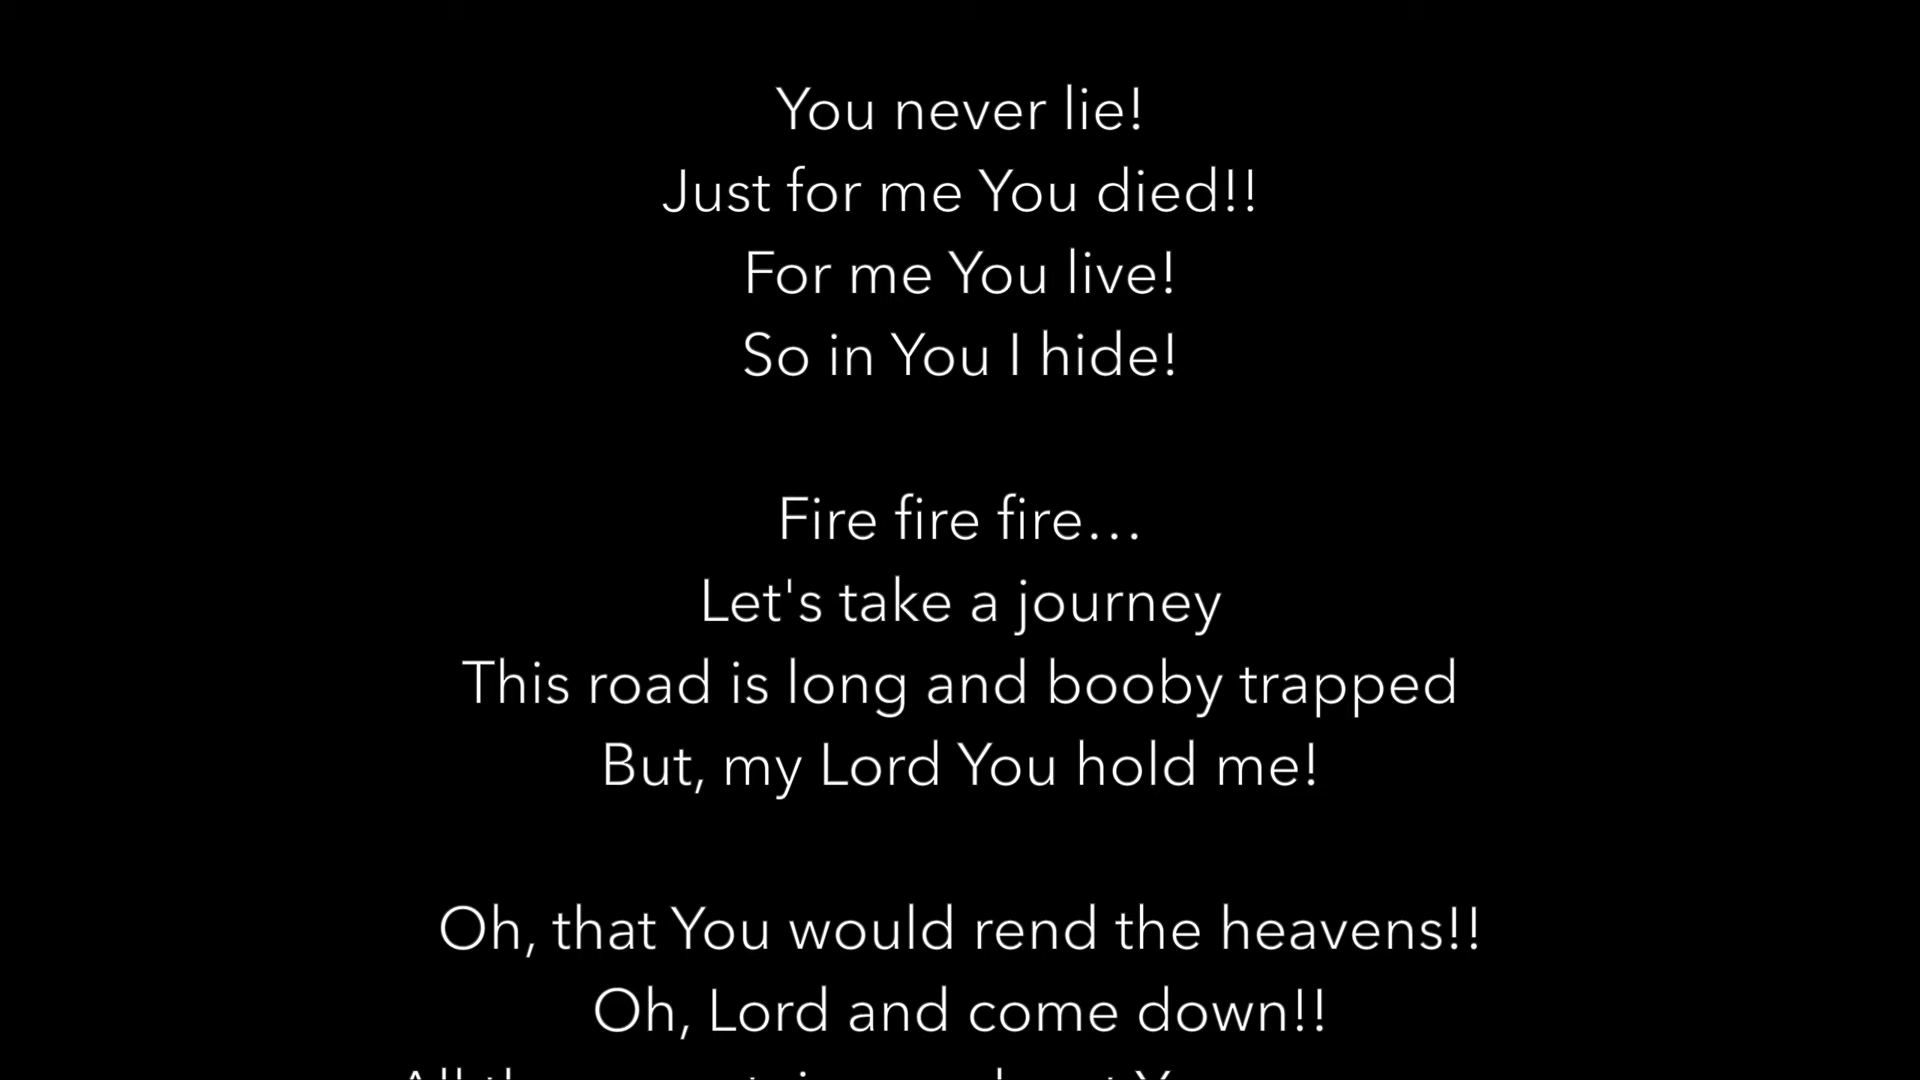 You never lie!
Just for me You died!!
For me You live!
So in You I hide!
Fire fire fire...
Let's take a journey
This road is long and booby trapped
But, my Lord You hold me!
Oh, that You would rend the heavens!!
Oh, Lord and come down!!